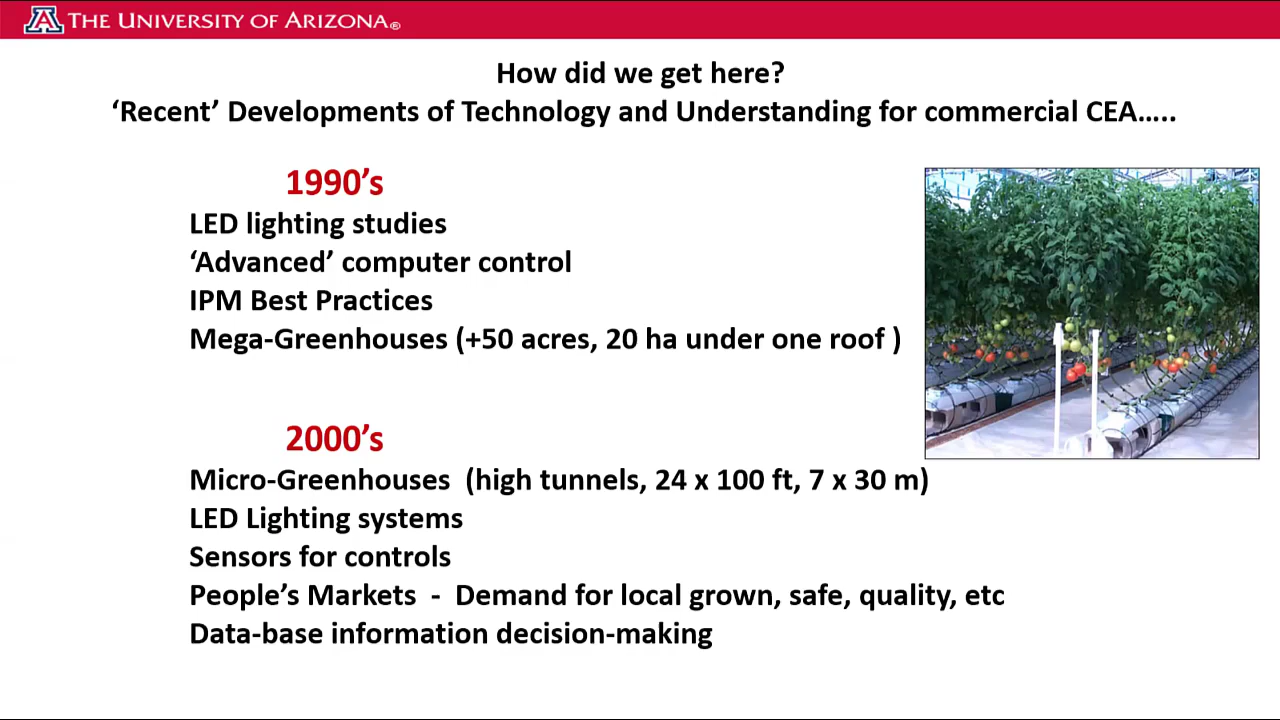 THE UNIVERSITY OF ARIZONA®
How did we get here?
‘Recent’ Developments of Technology and Understanding for commercial CEA…..
1990’s
LED lighting studies
‘Advanced’ computer control
IPM Best Practices
Mega-Greenhouses (+50 acres, 20 ha under one roof )
2000’s
Micro-Greenhouses  (high tunnels, 24 x 100 ft, 7 x 30 m)
LED Lighting systems
Sensors for controls
People’s Markets  -  Demand for local grown, safe, quality, etc
Data-base information decision-making